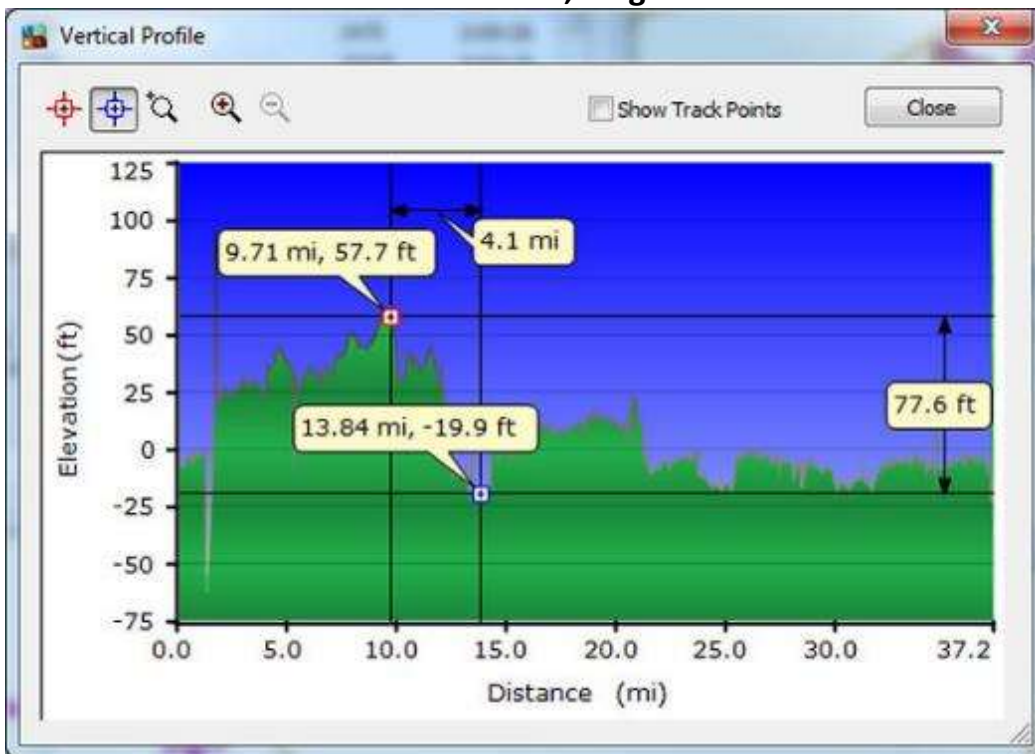 Vertical Profile
Show Track Points
Close
125
100
75
50
25
0
-25
-50
-75
Elevation(ft)
9.71 mi, 57.7 ft
4.1 mi
13.84 mi, -19.9 ft
77.6 ft
0.0 5.0 10.0 15.0 20.0 25.0 30.0 37.2
Distance (mi)